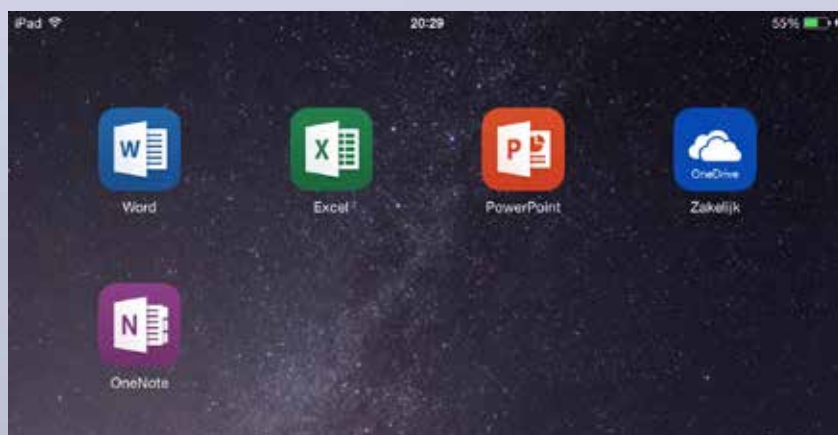 iPad 20:29 55%
W X P OneDrive
Word Excel PowerPoint Zakelijk
N
OneNote